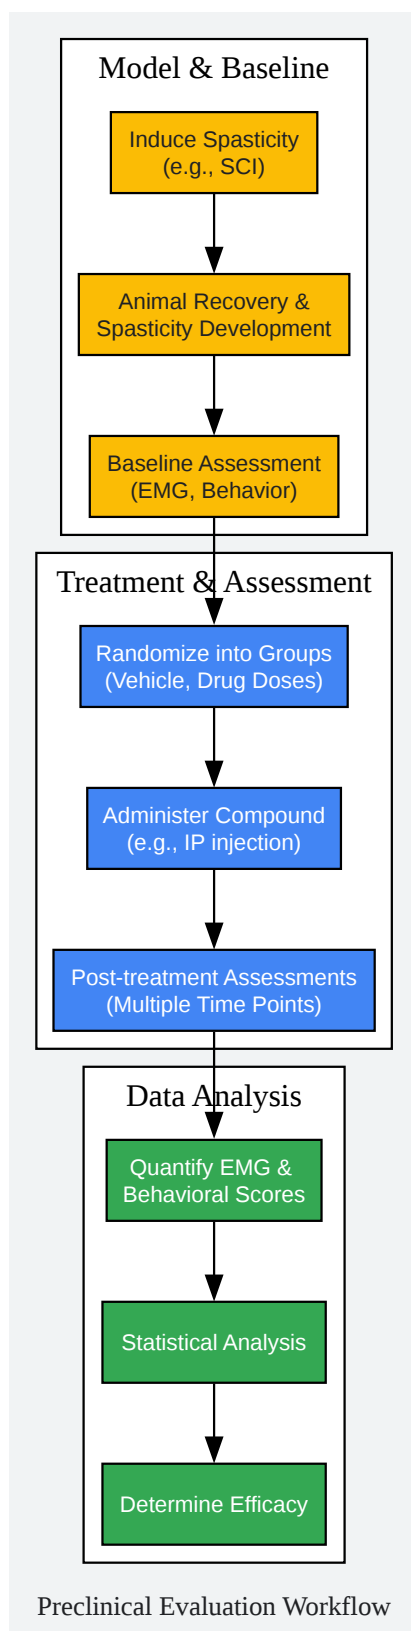 Model & Baseline
Induce Spasticity
(e.g., SCI)
Animal Recovery &
Spasticity Development
Baseline Assessment
(EMG, Behavior)
Treatment & Assessment
Randomize into Groups
(Vehicle, Drug Doses)
Administer Compound
(e.g., IP injection)
Post-treatment Assessments
(Multiple Time Points)
Data Analysis
Quantify EMG &
Behavioral Scores
Statistical Analysis
Determine Efficacy
Preclinical Evaluation Workflow